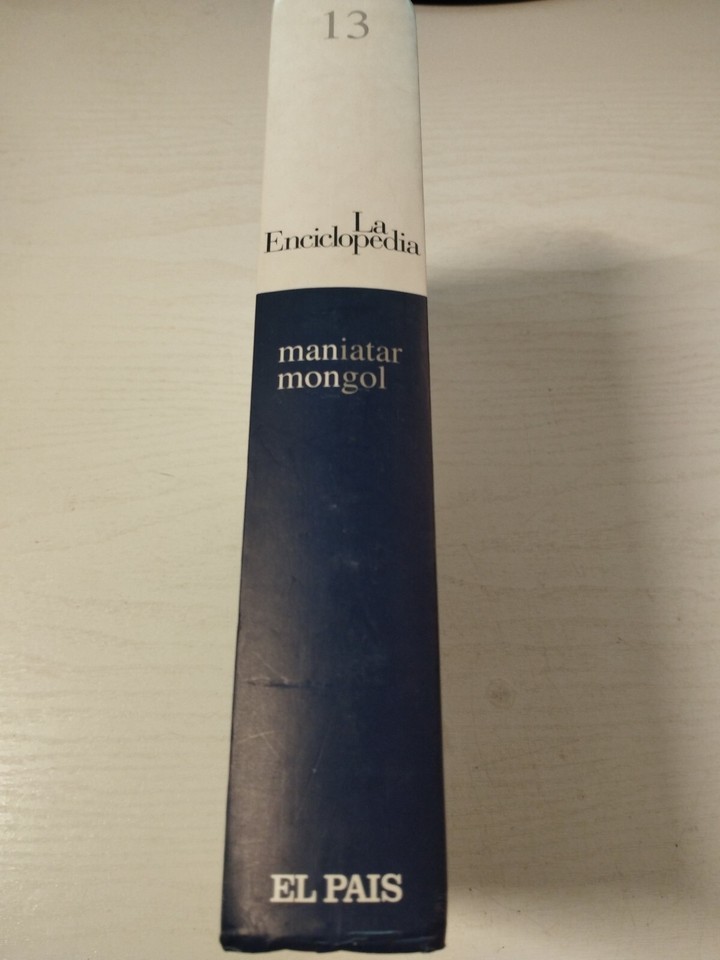 13
La
Enciclopedia
maniatar
mongol
EL PAIS